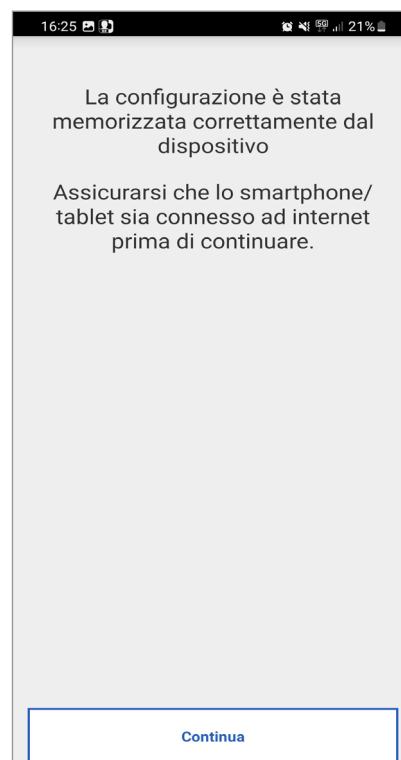 16:25 5G 21%
La configurazione è stata
memorizzata correttamente dal
dispositivo
Assicurarsi che lo smartphone/
tablet sia connesso ad internet
prima di continuare.
Continua